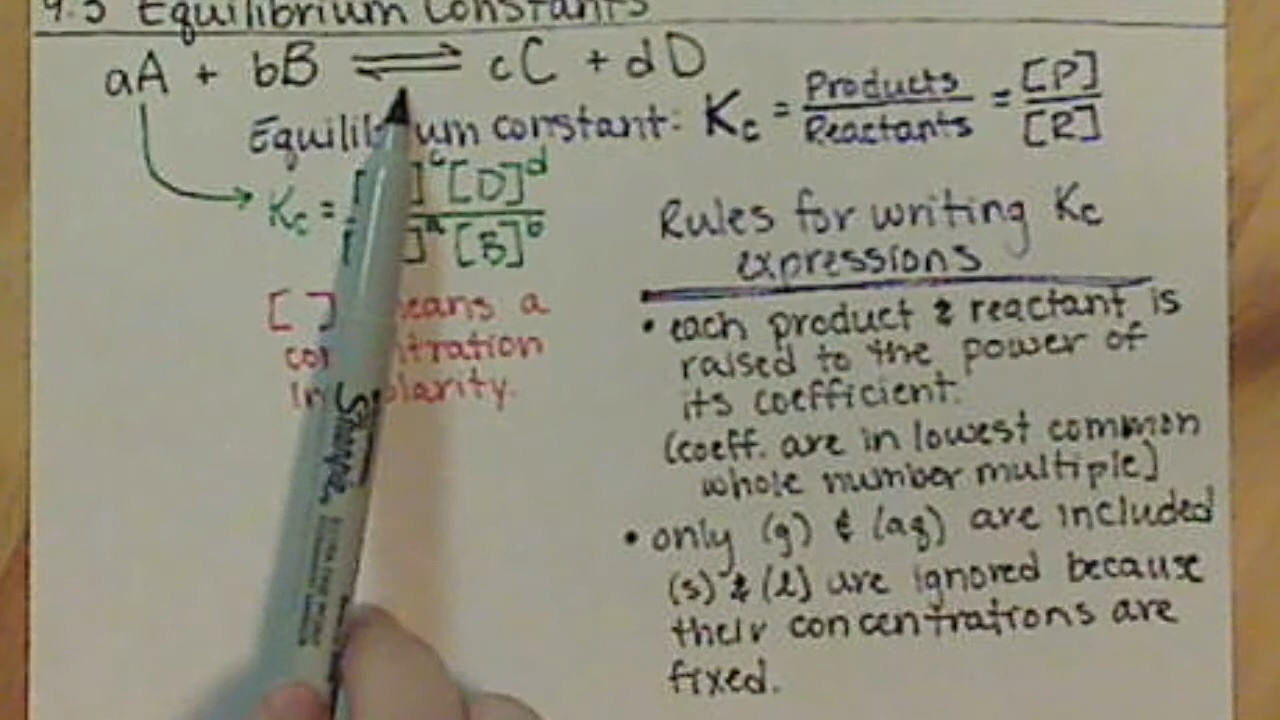 9.3 Equilibrium Constants
aA + bB ⇌ cC + dD
Equilibrium constant: Kc = Products / Reactants = [P] / [R]
Kc = [ ]ᶜ [D]ᵈ / [ ]ᵃ [B]ᵇ
[ ] means a
concentration
in molarity.
Rules for writing Kc
expressions
• each product & reactant is
raised to the power of
its coefficient.
(coeff. are in lowest common
whole number multiple)
• only (g) & (aq) are included
(s) & (l) are ignored because
their concentrations are
fixed.
Sharpie